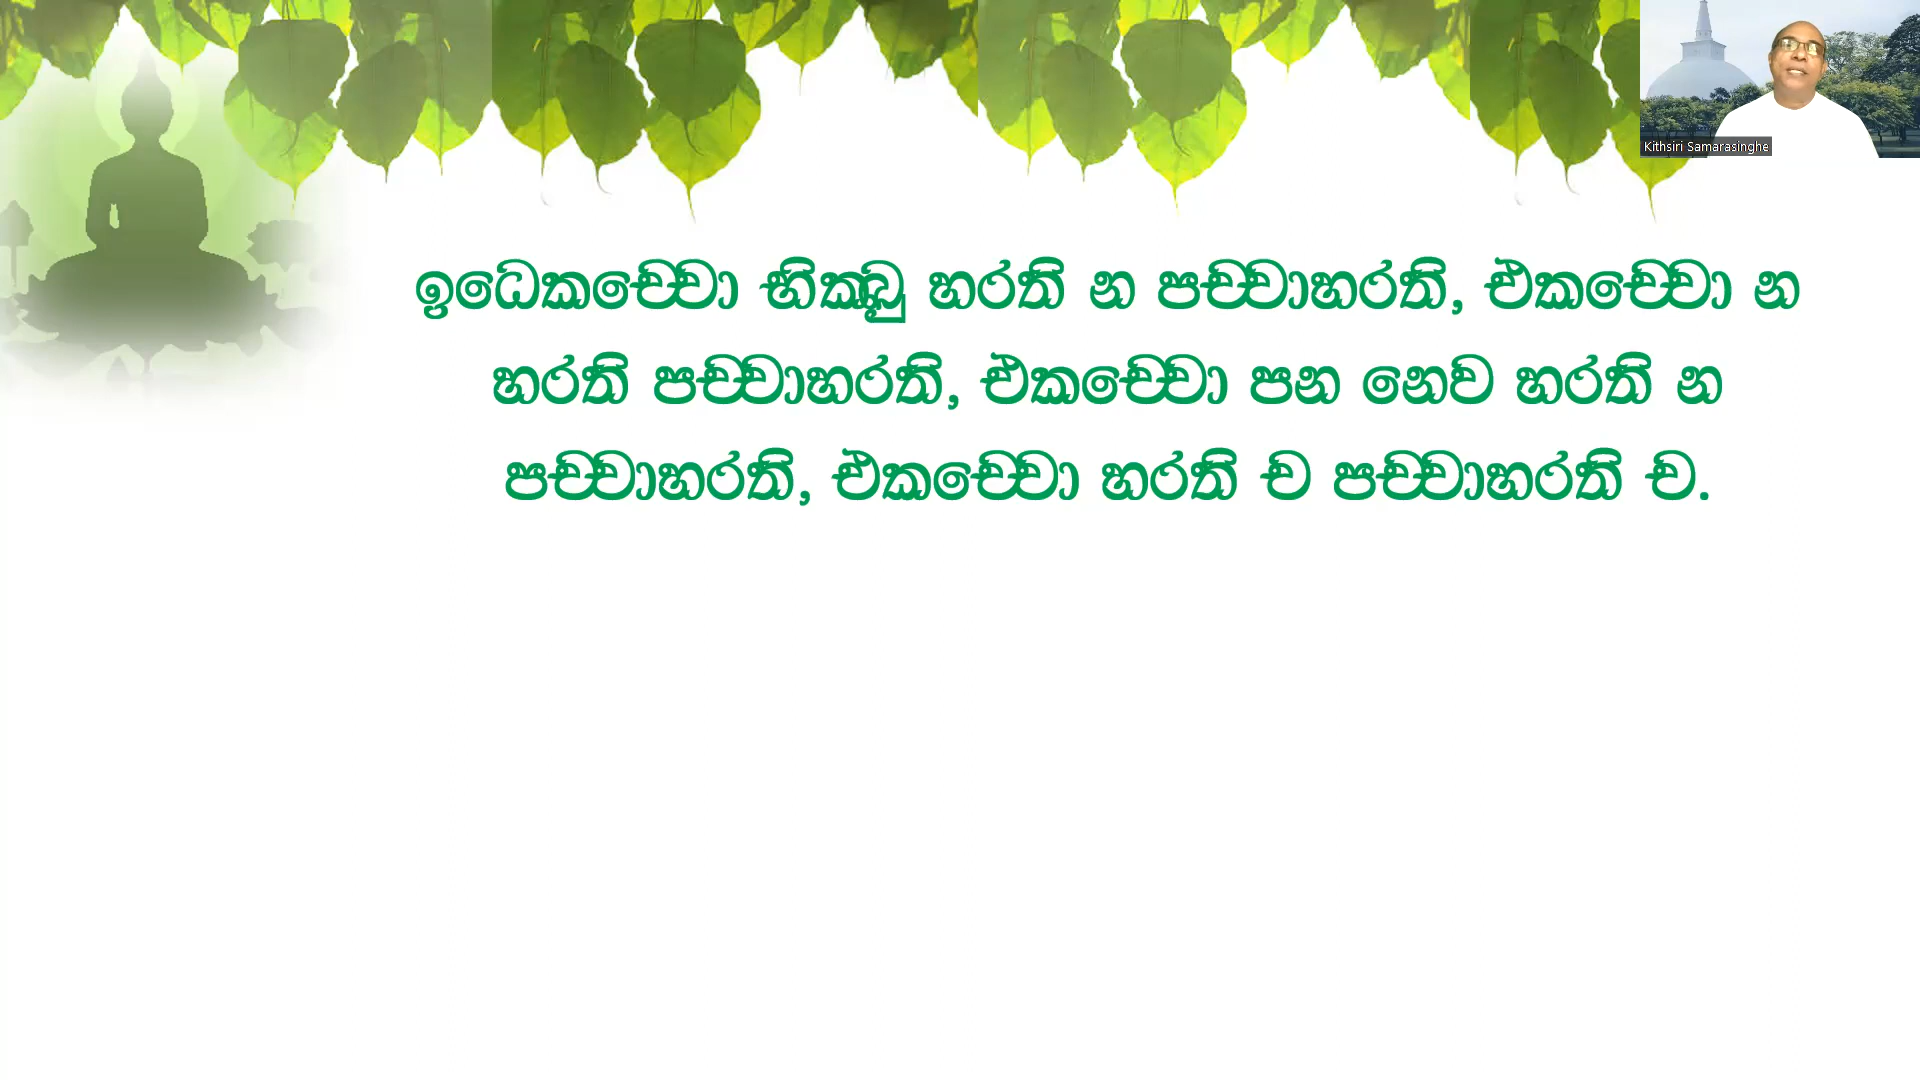 Kithsiri Samarasinghe
ඉධෙකච්චො භික්ඛු හරති න පච්චාහරති, එකච්චො න
හරති පච්චාහරති, එකච්චො පන නෙව හරති න
පච්චාහරති, එකච්චො හරති ච පච්චාහරති ච.